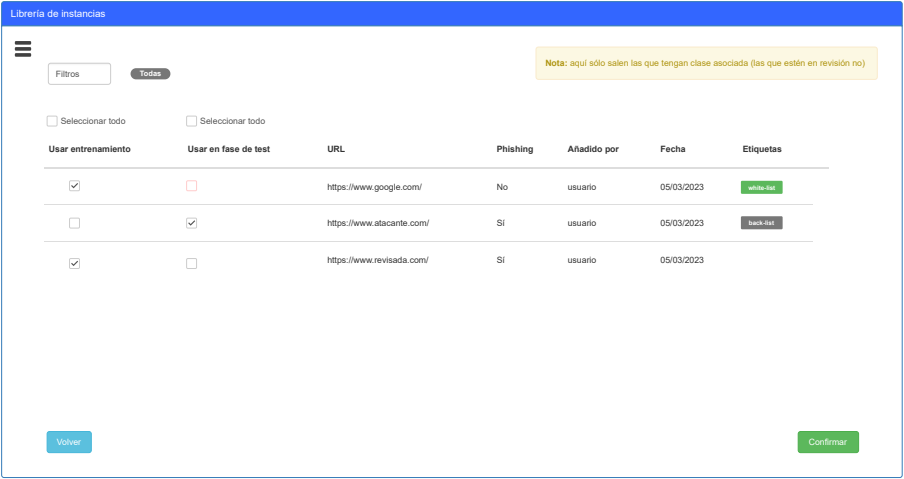 Librería de instancias
Filtros
Todas
Nota: aquí sólo salen las que tengan clase asociada (las que estén en revisión no)
Seleccionar todo Seleccionar todo
Usar entrenamiento Usar en fase de test URL Phishing Añadido por Fecha Etiquetas
https://www.google.com/ No usuario 05/03/2023 white-list
https://www.atacante.com/ Sí usuario 05/03/2023 back-list
https://www.revisada.com/ Sí usuario 05/03/2023
Volver Confirmar